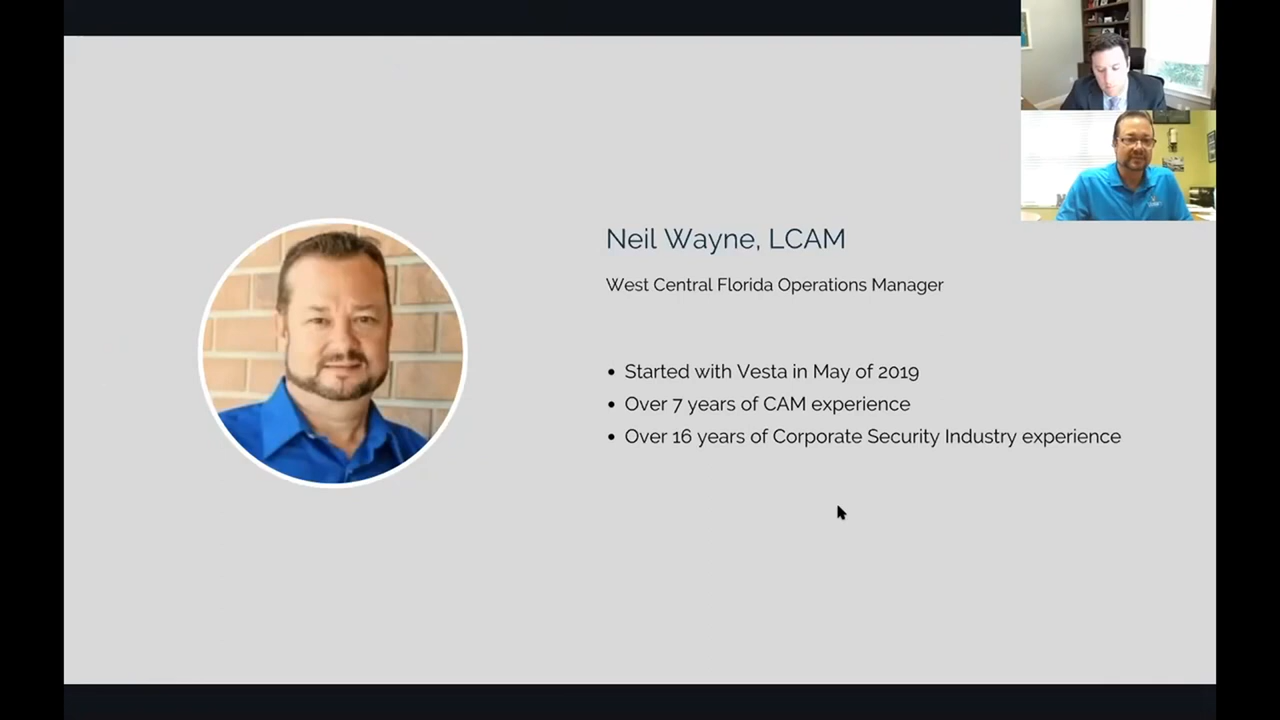 Neil Wayne, LCAM
West Central Florida Operations Manager
• Started with Vesta in May of 2019
• Over 7 years of CAM experience
• Over 16 years of Corporate Security Industry experience